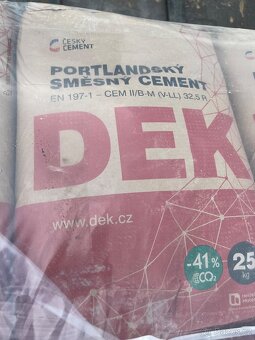 ČESKÝ
CEMENT
PORTLANDSKÝ
SMĚSNÝ CEMENT
EN 197-1 – CEM II/B-M (V-LL) 32,5 R
DEK
www.dek.cz
-41%
CO₂
25
kg